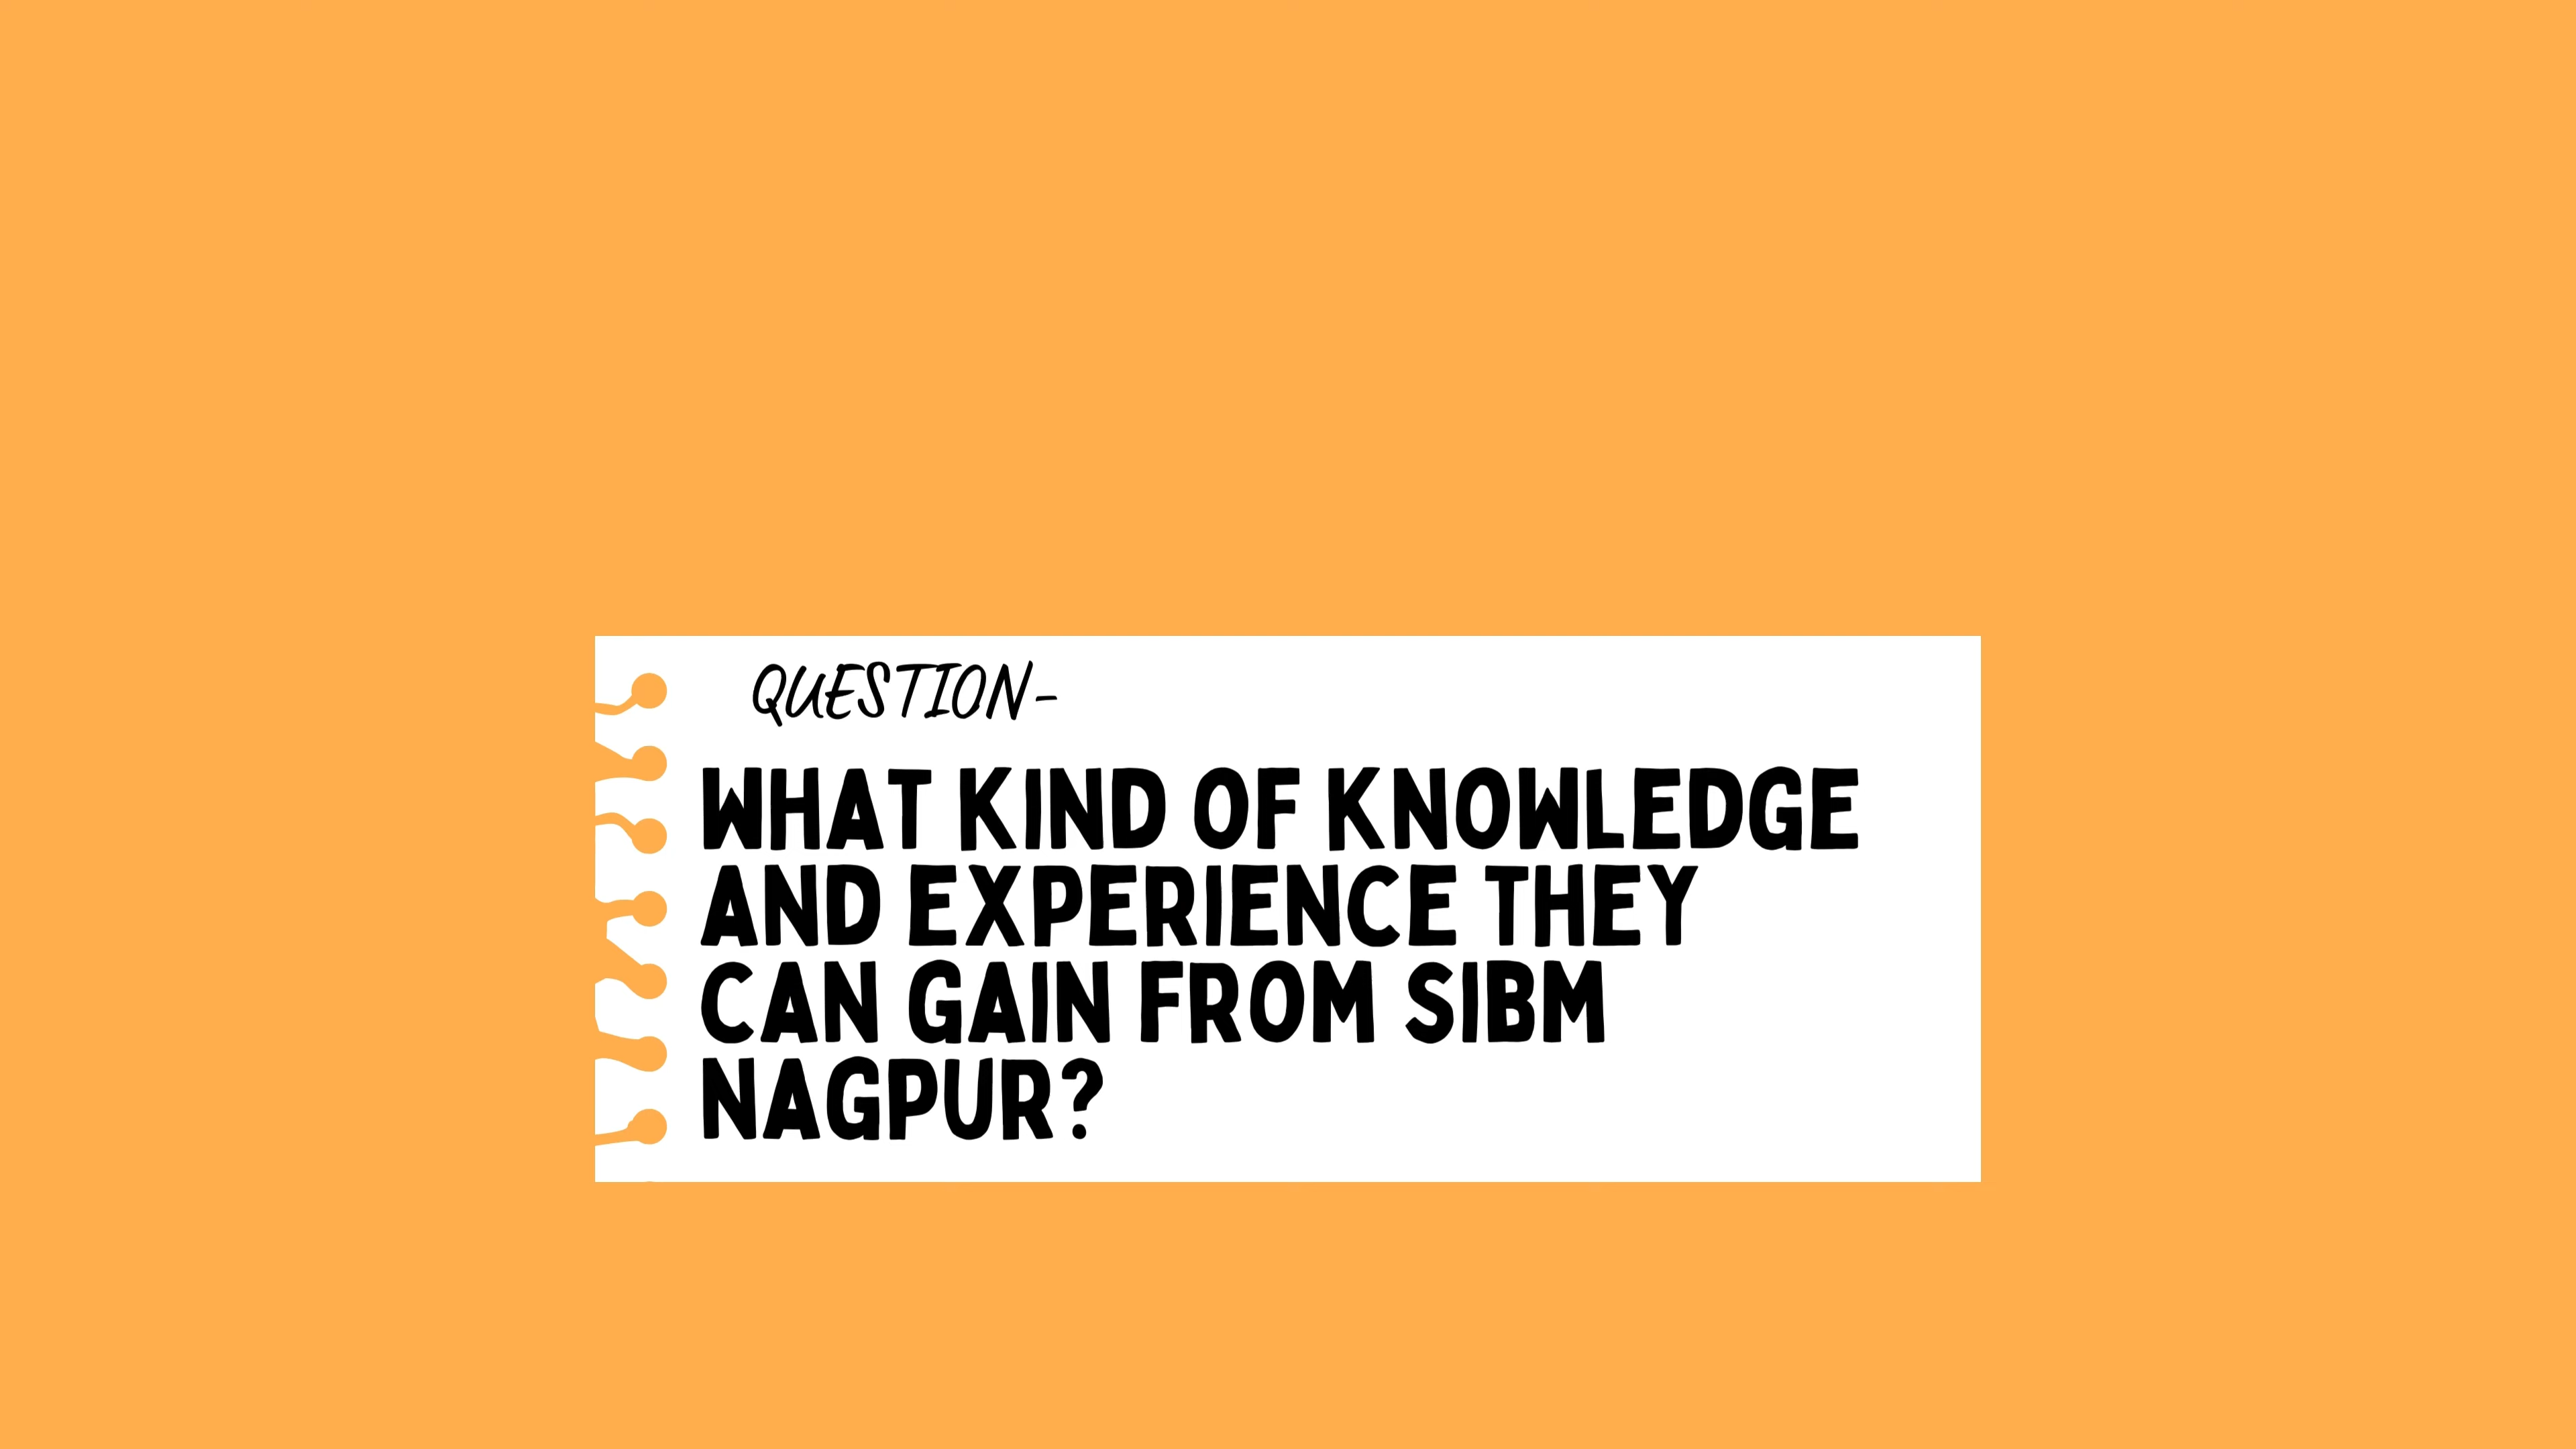 QUESTION-
WHAT KIND OF KNOWLEDGE
AND EXPERIENCE THEY
CAN GAIN FROM SIBM
NAGPUR?